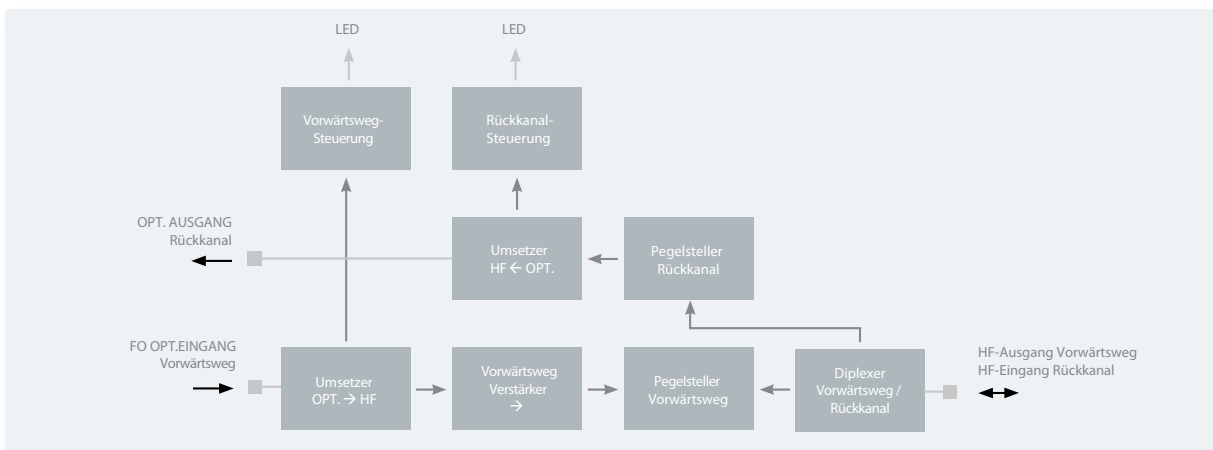 LED
LED
Vorwärtsweg-
Steuerung
Rückkanal-
Steuerung
OPT. AUSGANG
Rückkanal
Umsetzer
HF ← OPT.
Pegelsteller
Rückkanal
FO OPT.EINGANG
Vorwärtsweg
Umsetzer
OPT. → HF
Vorwärtsweg
Verstärker
→
Pegelsteller
Vorwärtsweg
Diplexer
Vorwärtsweg /
Rückkanal
HF-Ausgang Vorwärtsweg
HF-Eingang Rückkanal